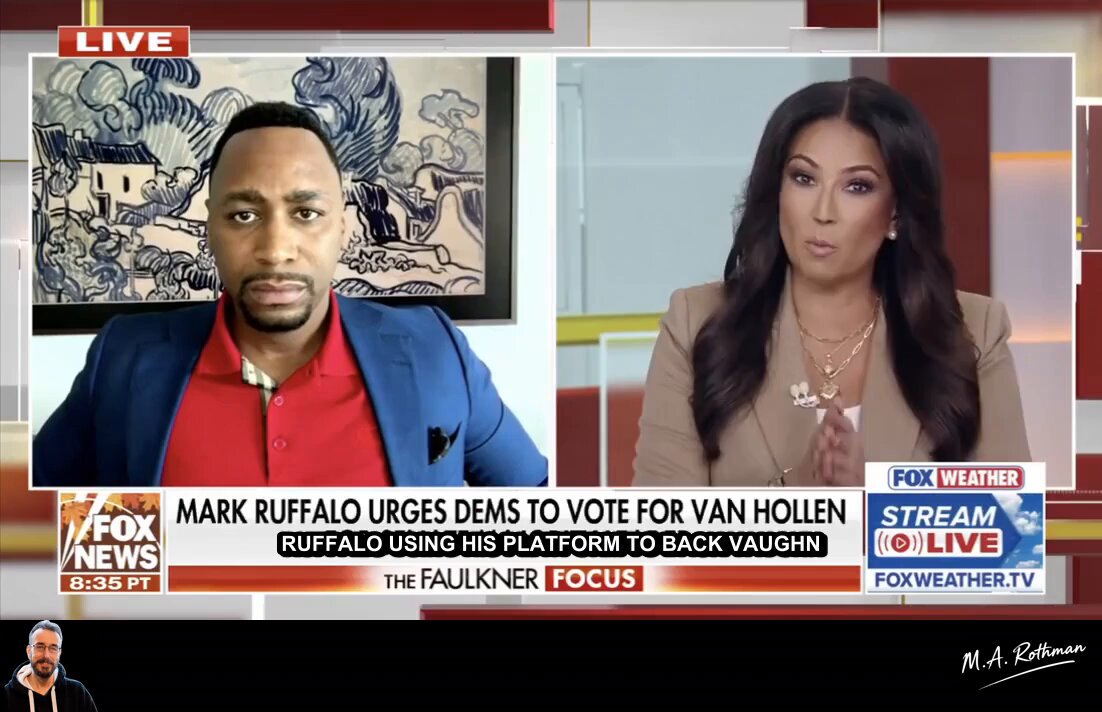 LIVE
MARK RUFFALO URGES DEMS TO VOTE FOR VAN HOLLEN
RUFFALO USING HIS PLATFORM TO BACK VAUGHN
THE FAULKNER FOCUS
FOX
NEWS
8:35 PT
FOX WEATHER
STREAM
LIVE
FOXWEATHER.TV
M.A. Rothman